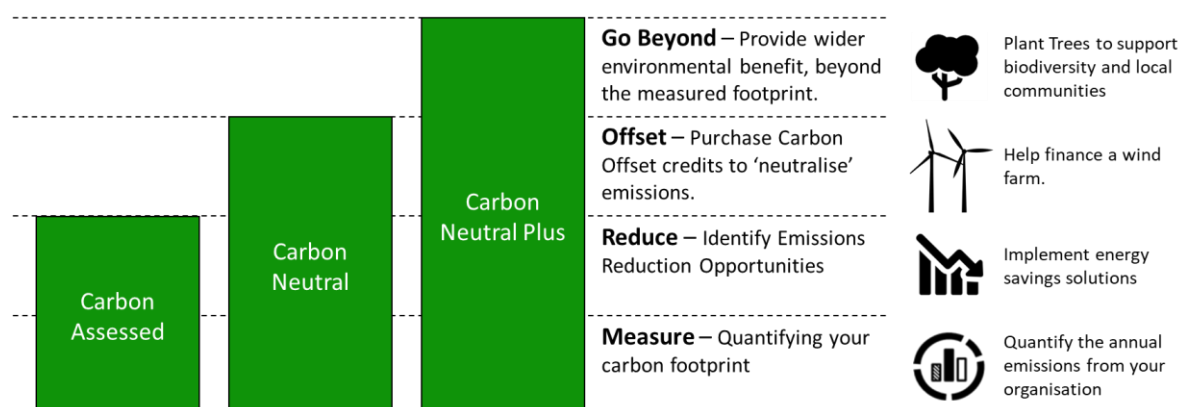 Carbon
Assessed
Carbon
Neutral
Carbon
Neutral Plus
Go Beyond – Provide wider
environmental benefit, beyond
the measured footprint.
Plant Trees to support
biodiversity and local
communities
Offset – Purchase Carbon
Offset credits to ‘neutralise’
emissions.
Help finance a wind
farm.
Reduce – Identify Emissions
Reduction Opportunities
Implement energy
savings solutions
Measure – Quantifying your
carbon footprint
Quantify the annual
emissions from your
organisation